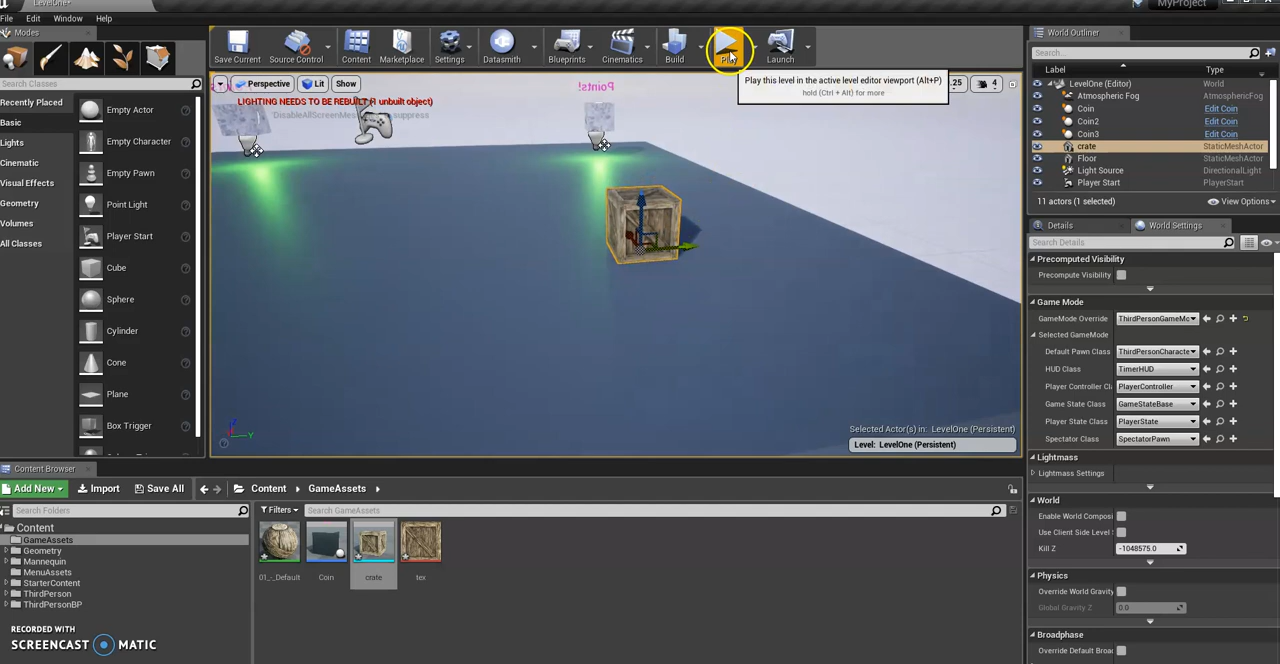 LevelOne*
MyProject
File
Edit
Window
Help
Modes
Search Classes
Recently Placed
Basic
Lights
Cinematic
Visual Effects
Geometry
Volumes
All Classes
Empty Actor
Empty Character
Empty Pawn
Point Light
Player Start
Cube
Sphere
Cylinder
Cone
Plane
Box Trigger
Save Current
Source Control
Content
Marketplace
Settings
Datasmith
Blueprints
Cinematics
Build
Play
Launch
Play this level in the active level editor viewport (Alt+P)
hold (Ctrl + Alt) for more
Perspective
Lit
Show
.25
4
LIGHTING NEEDS TO BE REBUILT (1 unbuilt object)
'DisableAllScreenMes
suppress
Points!
Selected Actor(s) in: LevelOne (Persistent)
Level: LevelOne (Persistent)
World Outliner
Search...
Label
Type
LevelOne (Editor)
World
Atmospheric Fog
AtmosphericFog
Coin
Edit Coin
Coin2
Edit Coin
Coin3
Edit Coin
crate
StaticMeshActor
Floor
StaticMeshActor
Light Source
DirectionalLight
Player Start
PlayerStart
11 actors (1 selected)
View Options
Details
World Settings
Search Details
Precomputed Visibility
Precompute Visibility
Game Mode
GameMode Override
ThirdPersonGameMc
Selected GameMode
Default Pawn Class
ThirdPersonCharacte
HUD Class
TimerHUD
Player Controller Cl
PlayerController
Game State Class
GameStateBase
Player State Class
PlayerState
Spectator Class
SpectatorPawn
Lightmass
Lightmass Settings
World
Enable World Compos
Use Client Side Level
Kill Z
-1048575.0
Physics
Override World Gravity
Global Gravity Z
0.0
Broadphase
Override Default Broa
Content Browser
Add New
Import
Save All
Content
GameAssets
Search Folders
Filters
Search GameAssets
Content
GameAssets
Geometry
Mannequin
MenuAssets
StarterContent
ThirdPerson
ThirdPersonBP
01_-_Default
Coin
crate
tex
RECORDED WITH
SCREENCAST MATIC